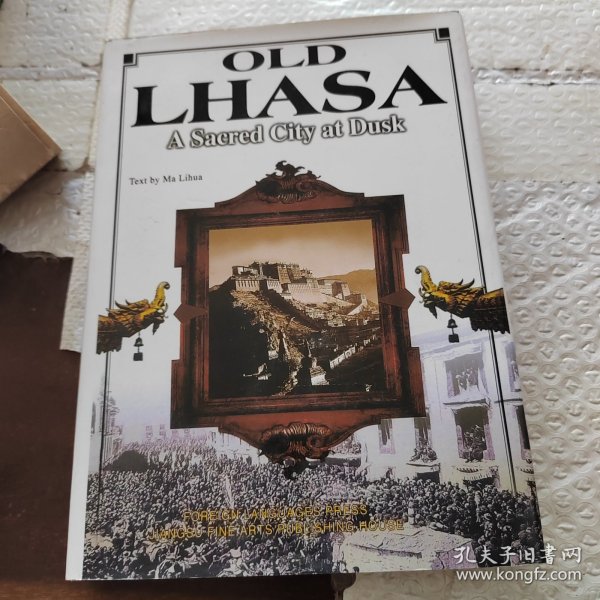 OLD
LHASA
A Sacred City at Dusk
Text by Ma Lihua
FOREIGN LANGUAGES PRESS
JIANGSU FINE ARTS PUBLISHING HOUSE
孔夫子旧书网
www.kongfz.com